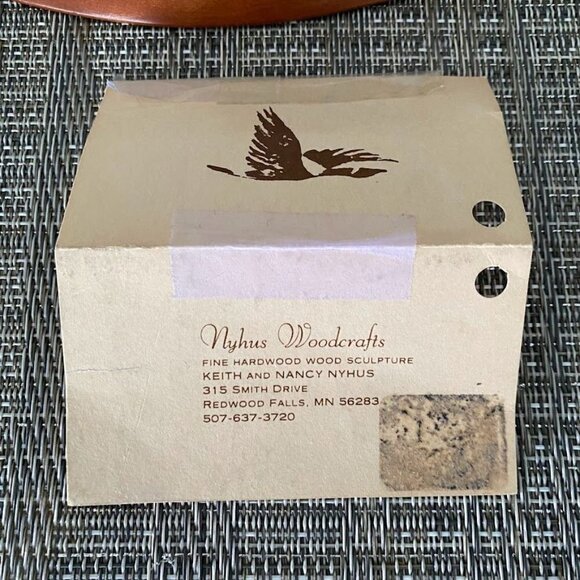 Nyhus Woodcrafts
FINE HARDWOOD WOOD SCULPTURE
KEITH AND NANCY NYHUS
315 SMITH DRIVE
REDWOOD FALLS, MN 56283
507-637-3720